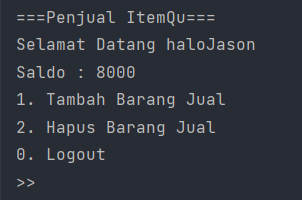 ===Penjual ItemQu===
Selamat Datang haloJason
Saldo : 8000
1. Tambah Barang Jual
2. Hapus Barang Jual
0. Logout
>>